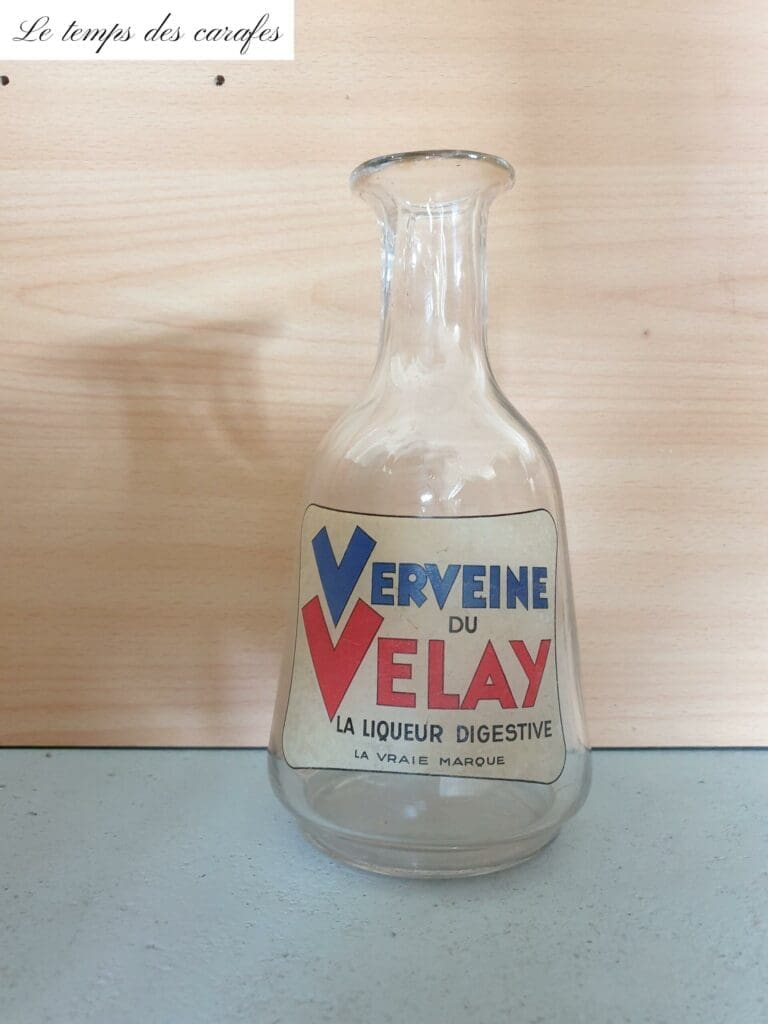 Le temps des carafes
VERVEINE
DU
VELAY
LA LIQUEUR DIGESTIVE
LA VRAIE MARQUE